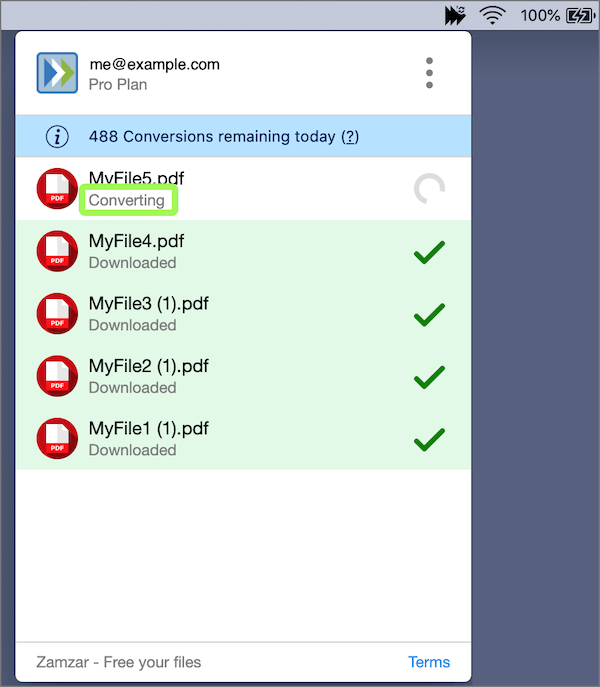 100%
me@example.com
Pro Plan
488 Conversions remaining today (?)
MyFile5.pdf
Converting
PDF
MyFile4.pdf
Downloaded
PDF
MyFile3 (1).pdf
Downloaded
PDF
MyFile2 (1).pdf
Downloaded
PDF
MyFile1 (1).pdf
Downloaded
PDF
Zamzar - Free your files Terms